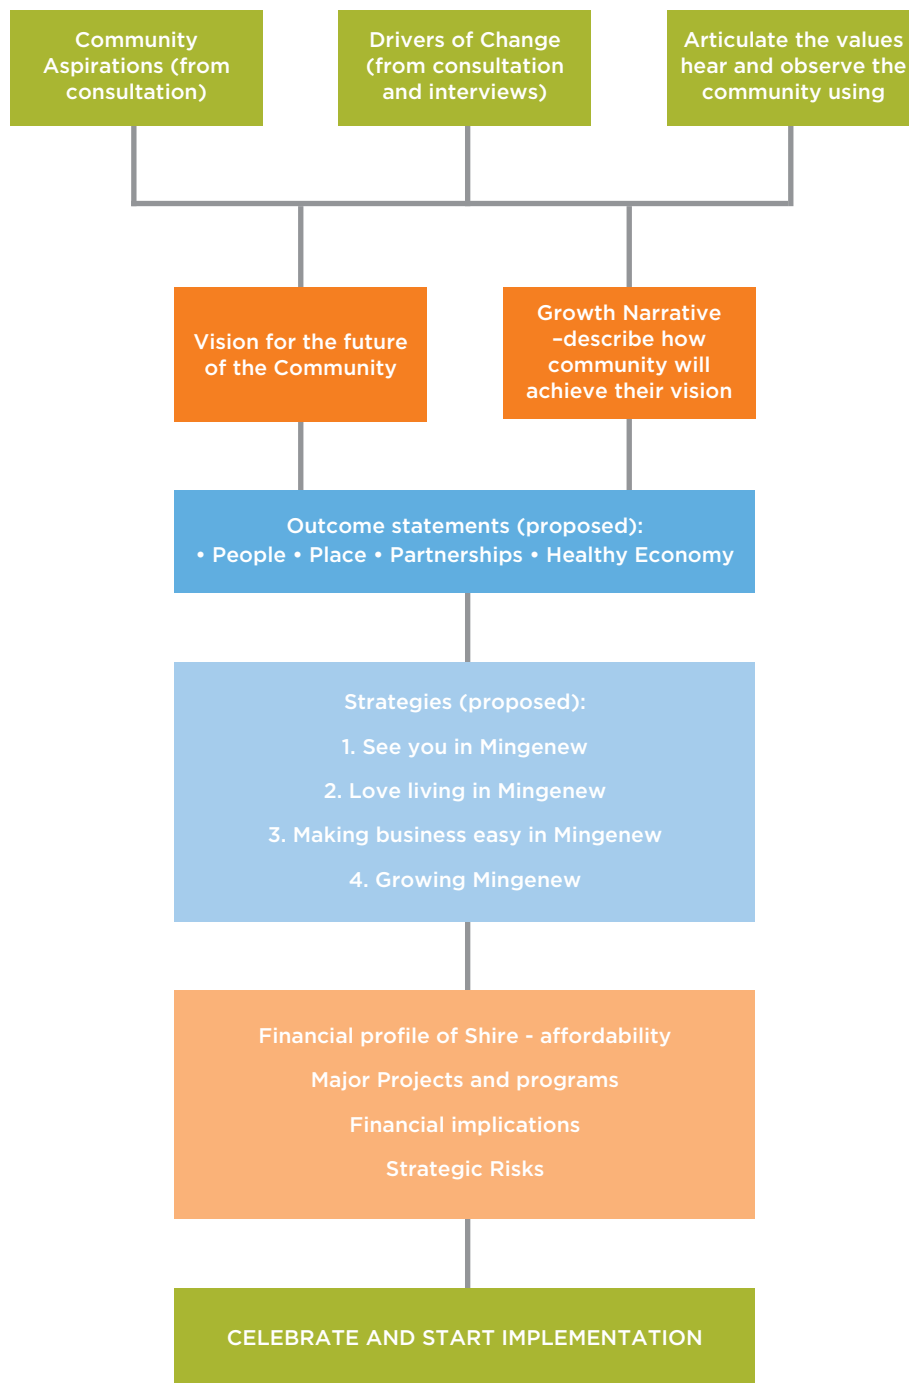 Community
Aspirations (from
consultation)
Drivers of Change
(from consultation
and interviews)
Articulate the values
hear and observe the
community using
Vision for the future
of the Community
Growth Narrative
–describe how
community will
achieve their vision
Outcome statements (proposed):
• People • Place • Partnerships • Healthy Economy
Strategies (proposed):
1. See you in Mingenew
2. Love living in Mingenew
3. Making business easy in Mingenew
4. Growing Mingenew
Financial profile of Shire - affordability
Major Projects and programs
Financial implications
Strategic Risks
CELEBRATE AND START IMPLEMENTATION